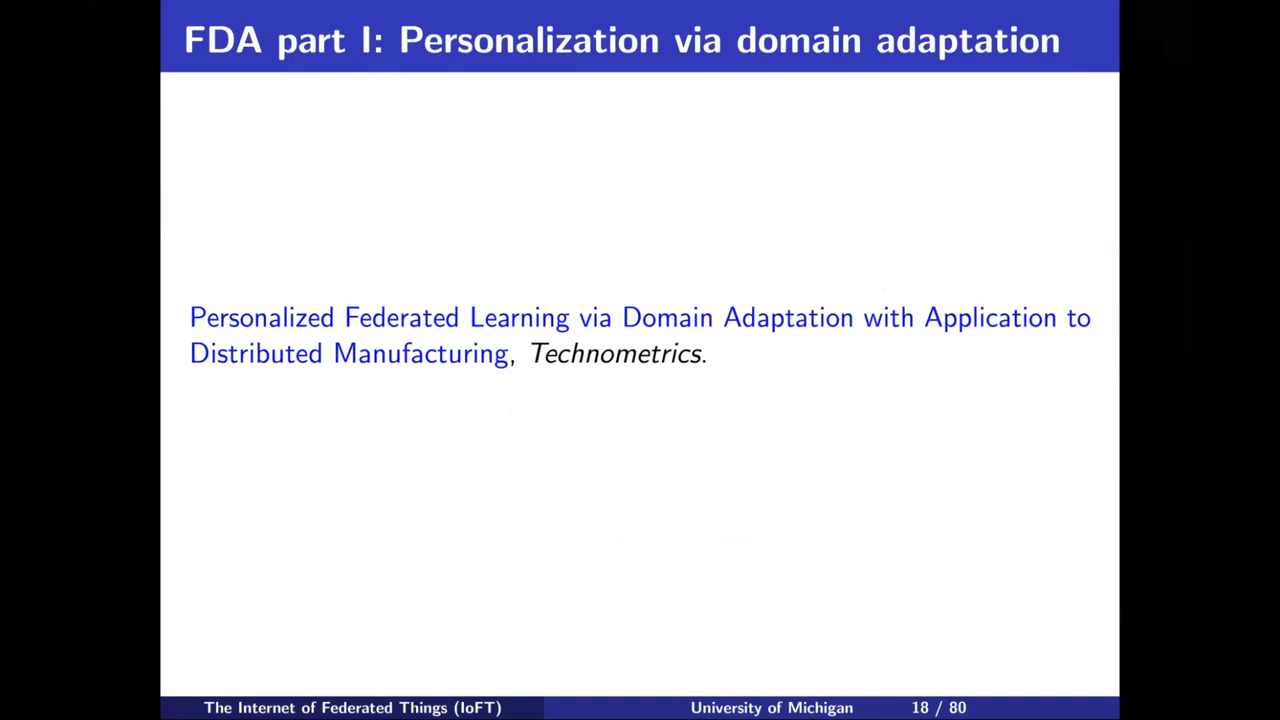 FDA part I: Personalization via domain adaptation
Personalized Federated Learning via Domain Adaptation with Application to
Distributed Manufacturing, Technometrics.
The Internet of Federated Things (IoFT) University of Michigan 18 / 80